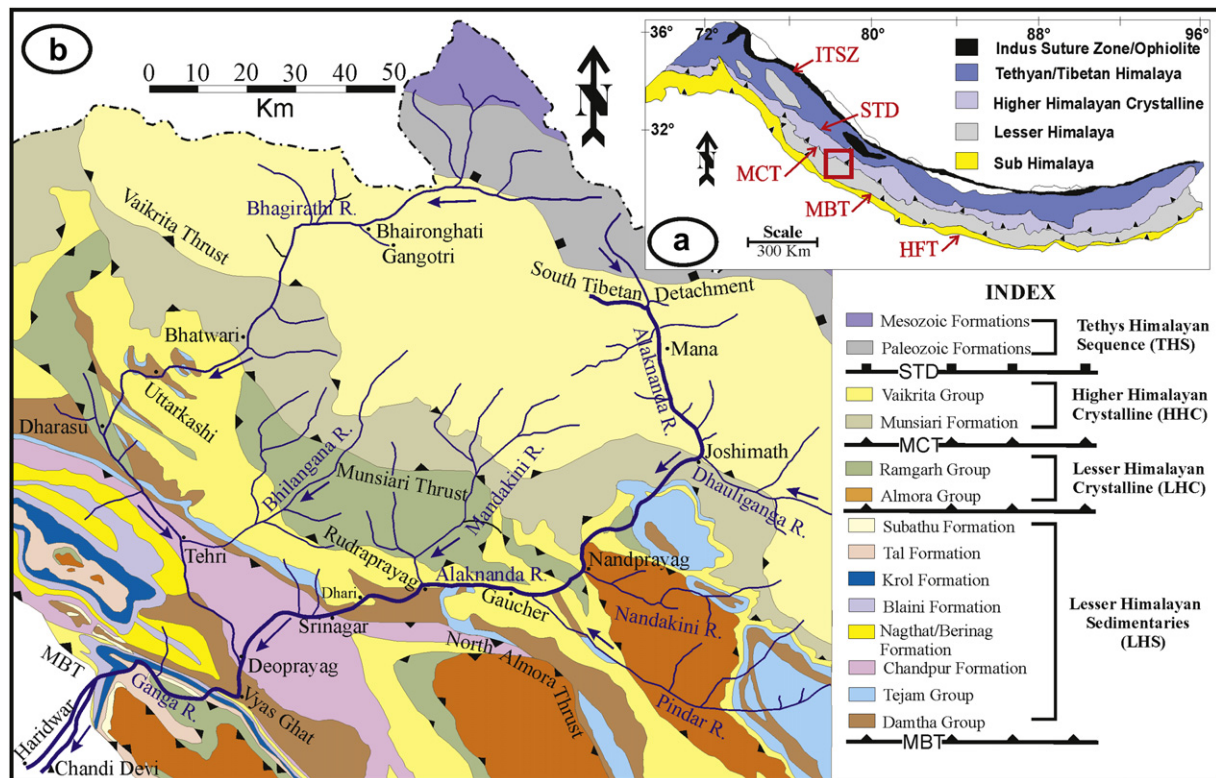 b
0 10 20 30 40 50
Km
N
36°
32°
72°
80°
88°
96°
ITSZ
STD
MCT
MBT
HFT
N
a
Scale
300 Km
Indus Suture Zone/Ophiolite
Tethyan/Tibetan Himalaya
Higher Himalayan Crystalline
Lesser Himalaya
Sub Himalaya
Vaikrita Thrust
Bhagirathi R.
Bhaironghati
Gangotri
South Tibetan
Detachment
Bhatwari
Alaknanda R.
Mana
Uttarkashi
Dharasu
Joshimath
Bhilangana R.
Munsiari Thrust
Mandakini R.
Dhauliganga R.
Tehri
Rudraprayag
Alaknanda R.
Nandprayag
Dhari
Gaucher
Srinagar
Nandakini R.
North Almora Thrust
Deoprayag
MBT
Ganga R.
Vyas Ghat
Pindar R.
Haridwar
Chandi Devi
INDEX
Mesozoic Formations
Paleozoic Formations
Tethys Himalayan
Sequence (THS)
STD
Vaikrita Group
Munsiari Formation
Higher Himalayan
Crystalline (HHC)
MCT
Ramgarh Group
Almora Group
Lesser Himalayan
Crystalline (LHC)
Subathu Formation
Tal Formation
Krol Formation
Blaini Formation
Nagthat/Berinag
Formation
Chandpur Formation
Tejam Group
Damtha Group
Lesser Himalayan
Sedimentaries
(LHS)
MBT